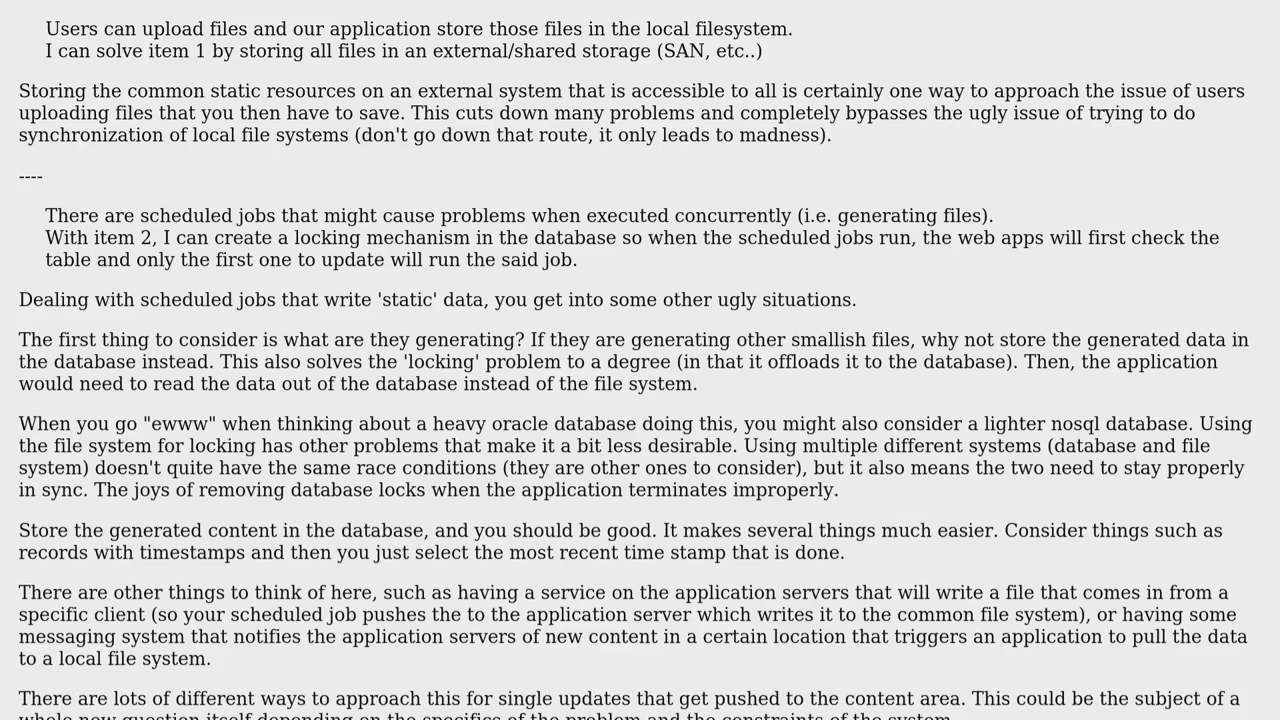 Users can upload files and our application store those files in the local filesystem.
I can solve item 1 by storing all files in an external/shared storage (SAN, etc..)
Storing the common static resources on an external system that is accessible to all is certainly one way to approach the issue of users
uploading files that you then have to save. This cuts down many problems and completely bypasses the ugly issue of trying to do
synchronization of local file systems (don't go down that route, it only leads to madness).
----
There are scheduled jobs that might cause problems when executed concurrently (i.e. generating files).
With item 2, I can create a locking mechanism in the database so when the scheduled jobs run, the web apps will first check the
table and only the first one to update will run the said job.
Dealing with scheduled jobs that write 'static' data, you get into some other ugly situations.
The first thing to consider is what are they generating? If they are generating other smallish files, why not store the generated data in
the database instead. This also solves the 'locking' problem to a degree (in that it offloads it to the database). Then, the application
would need to read the data out of the database instead of the file system.
When you go "ewww" when thinking about a heavy oracle database doing this, you might also consider a lighter nosql database. Using
the file system for locking has other problems that make it a bit less desirable. Using multiple different systems (database and file
system) doesn't quite have the same race conditions (they are other ones to consider), but it also means the two need to stay properly
in sync. The joys of removing database locks when the application terminates improperly.
Store the generated content in the database, and you should be good. It makes several things much easier. Consider things such as
records with timestamps and then you just select the most recent time stamp that is done.
There are other things to think of here, such as having a service on the application servers that will write a file that comes in from a
specific client (so your scheduled job pushes the to the application server which writes it to the common file system), or having some
messaging system that notifies the application servers of new content in a certain location that triggers an application to pull the data
to a local file system.
There are lots of different ways to approach this for single updates that get pushed to the content area. This could be the subject of a
whole new question itself depending on the specifics of the problem and the constraints of the system.